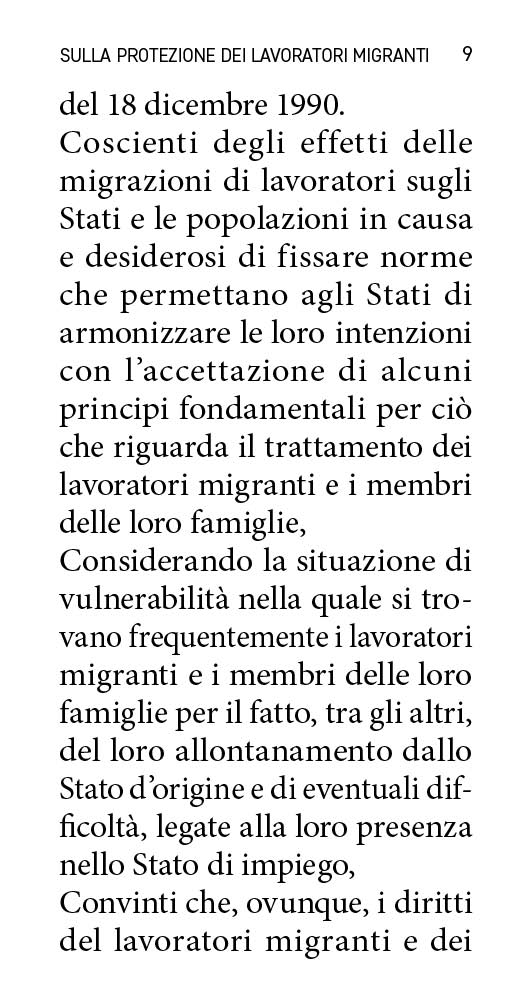 SULLA PROTEZIONE DEI LAVORATORI MIGRANTI 9
del 18 dicembre 1990.
Coscienti degli effetti delle
migrazioni di lavoratori sugli
Stati e le popolazioni in causa
e desiderosi di fissare norme
che permettano agli Stati di
armonizzare le loro intenzioni
con l’accettazione di alcuni
principi fondamentali per ciò
che riguarda il trattamento dei
lavoratori migranti e i membri
delle loro famiglie,
Considerando la situazione di
vulnerabilità nella quale si tro-
vano frequentemente i lavoratori
migranti e i membri delle loro
famiglie per il fatto, tra gli altri,
del loro allontanamento dallo
Stato d’origine e di eventuali dif-
ficoltà, legate alla loro presenza
nello Stato di impiego,
Convinti che, ovunque, i diritti
del lavoratori migranti e dei